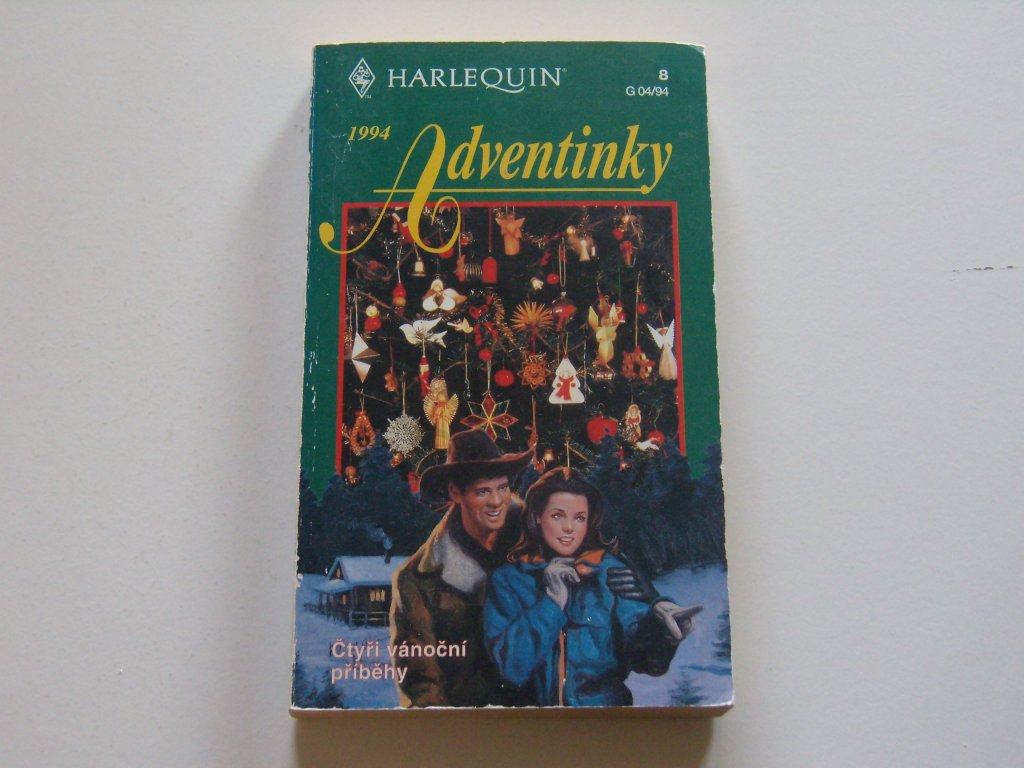 HARLEQUIN®
8
G 04/94
1994
Adventinky
Čtyři vánoční
příběhy